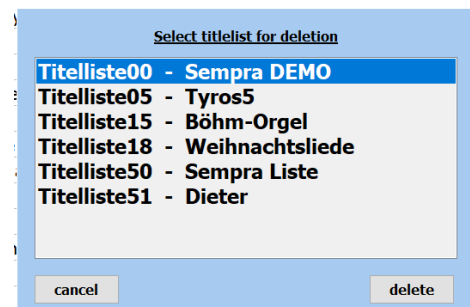 Select titlelist for deletion
Titelliste00 - Sempra DEMO
Titelliste05 - Tyros5
Titelliste15 - Böhm-Orgel
Titelliste18 - Weihnachtsliede
Titelliste50 - Sempra Liste
Titelliste51 - Dieter
cancel delete